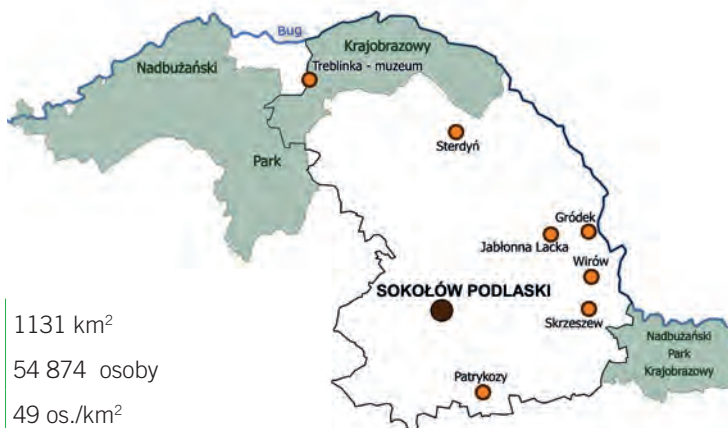 Bug
Krajobrazowy
Nadbużański
Treblinka - muzeum
Sterdyń
Park
Gródek
Jabłonna Lacka
Wirów
SOKOŁÓW PODLASKI
Skrzeszew
Nadbużański
Park
Krajobrazowy
Patrykozy
1131 km²
54 874 osoby
49 os./km²